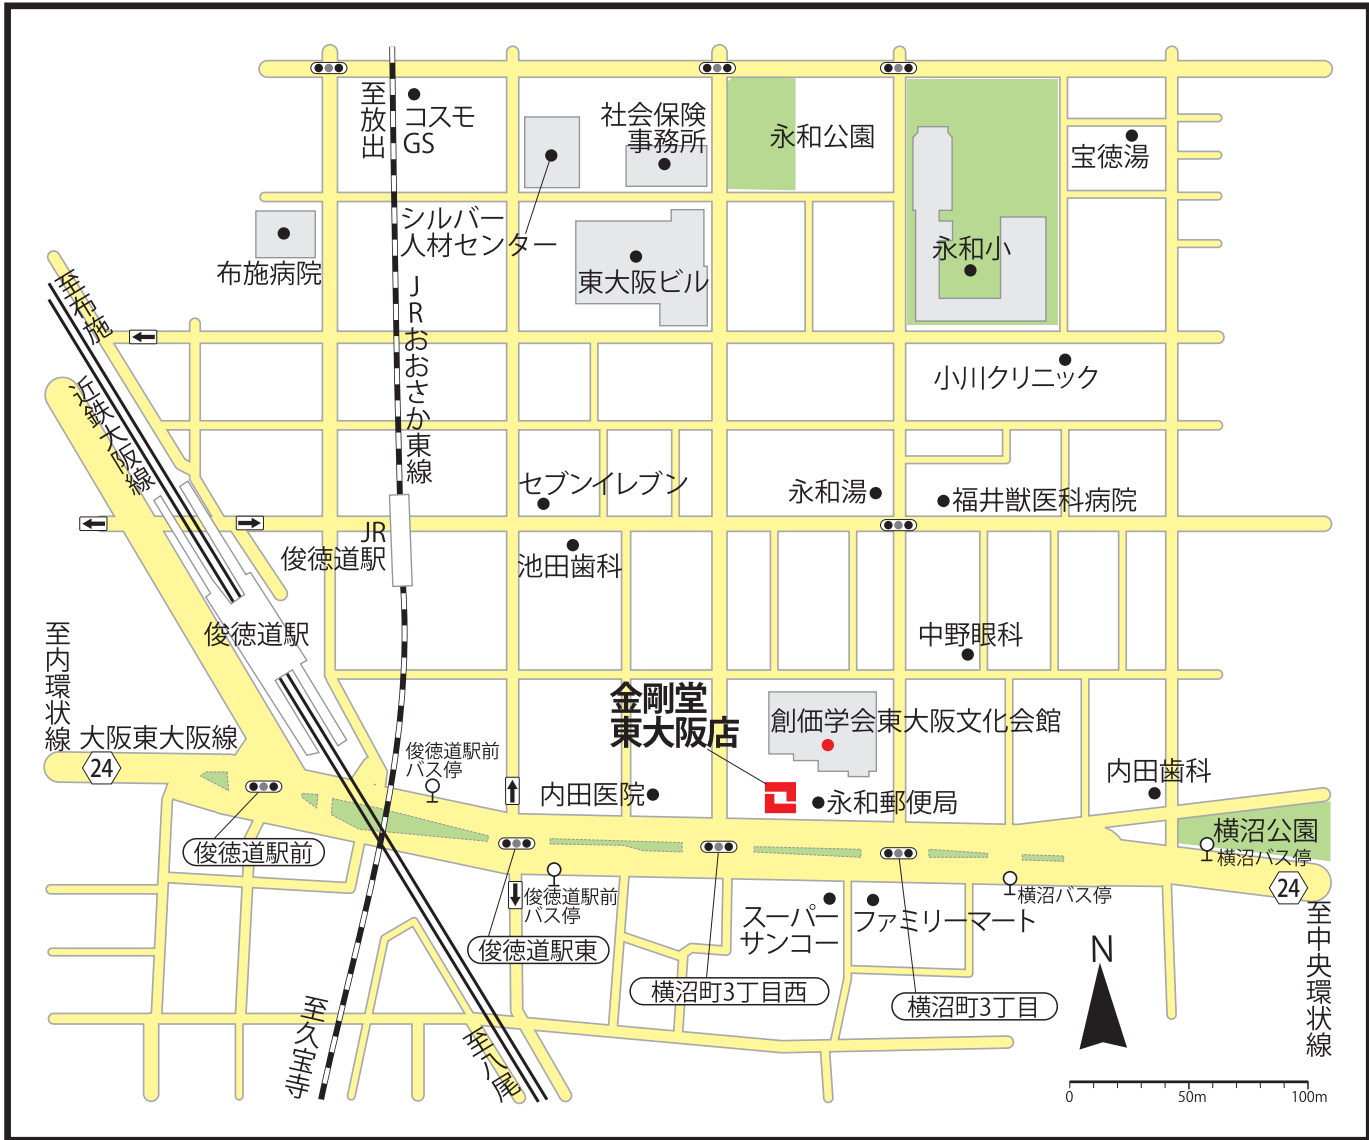 至放出
コスモ
GS
社会保険
事務所
永和公園
宝徳湯
シルバー
人材センター
布施病院
東大阪ビル
永和小
至布施
JRおおさか東線
小川クリニック
近鉄大阪線
セブンイレブン
永和湯
福井獣医科病院
JR
俊徳道駅
池田歯科
俊徳道駅
中野眼科
至内環状線
大阪東大阪線
24
金剛堂
東大阪店
創価学会東大阪文化会館
俊徳道駅前
バス停
内田医院
永和郵便局
内田歯科
横沼公園
横沼バス停
俊徳道駅前
俊徳道駅前
バス停
横沼バス停
24
スーパー
サンコー
ファミリーマート
俊徳道駅東
横沼町3丁目西
横沼町3丁目
至中央環状線
至久宝寺
至八尾
N
0
50m
100m